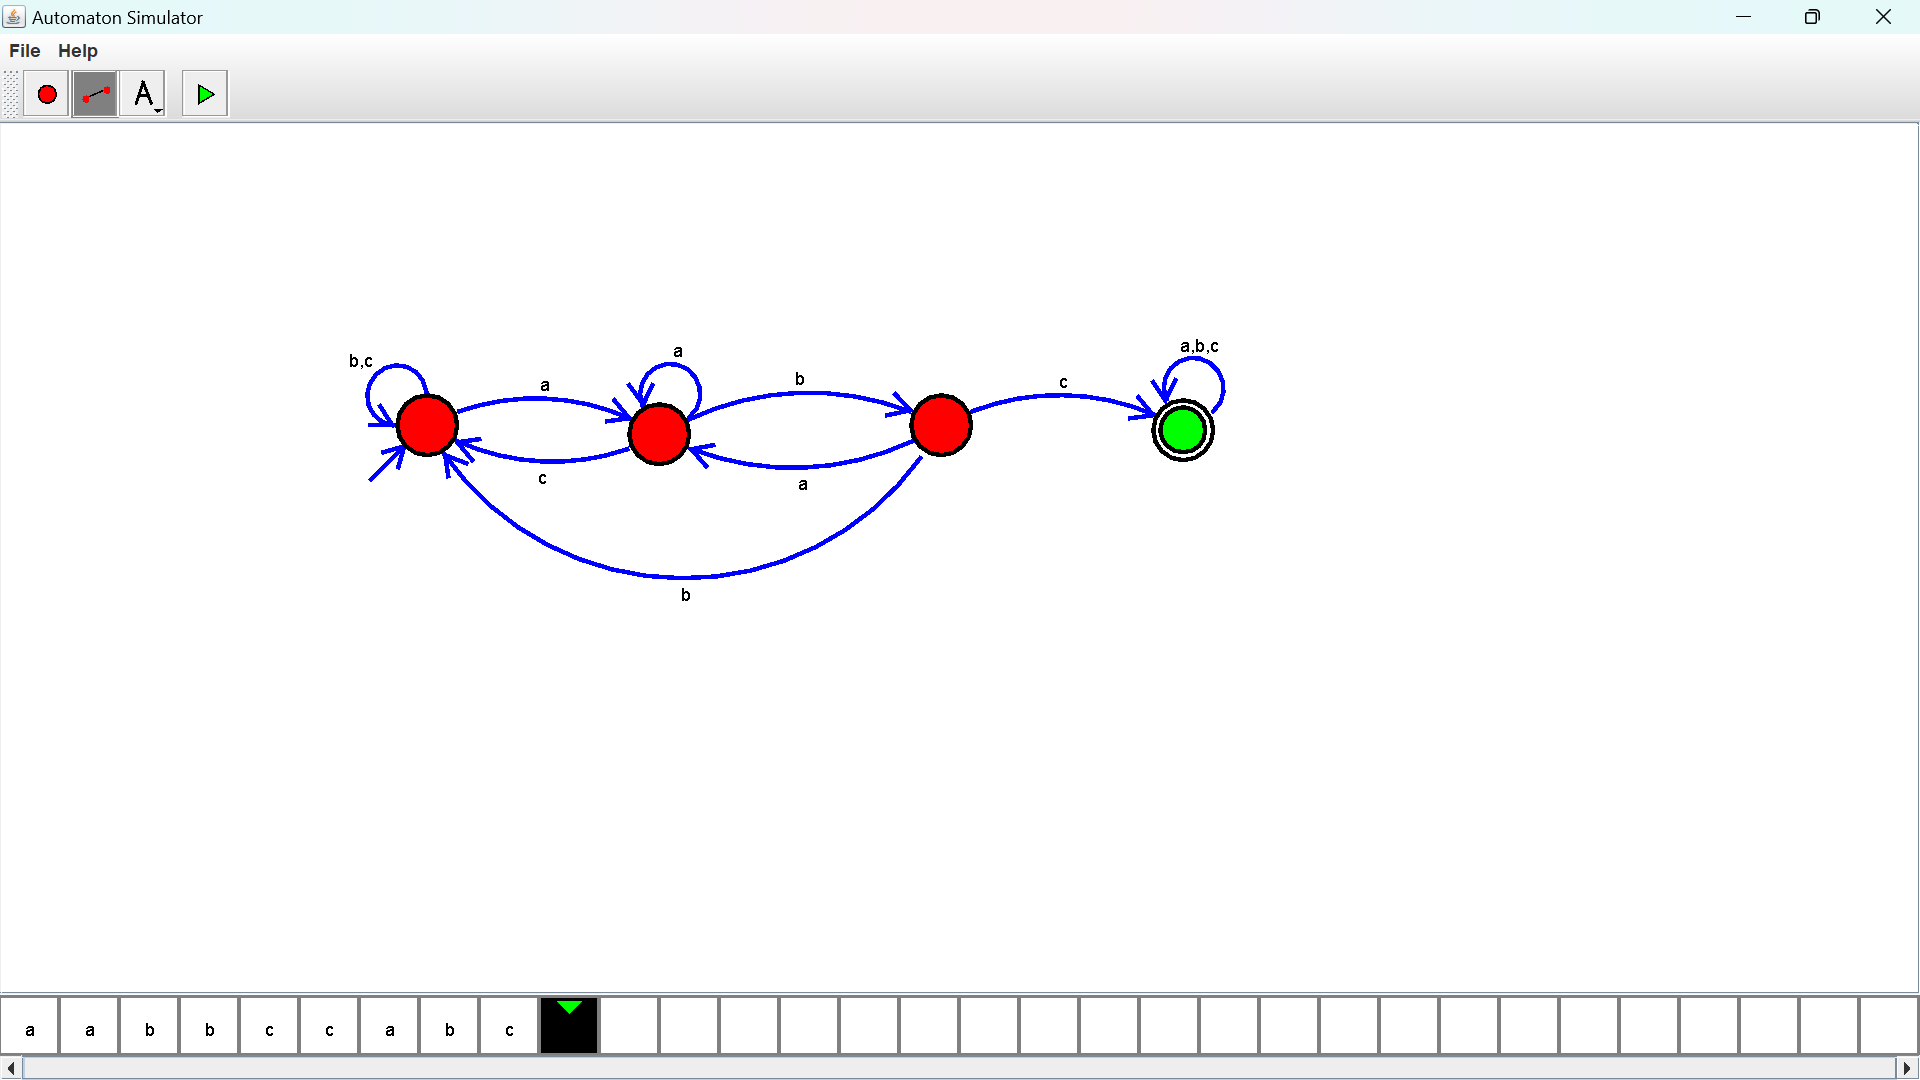 Automaton Simulator
File Help
A
a,b,c
a
b,c
b
c
a
c
a
b
a a b b c c a b c